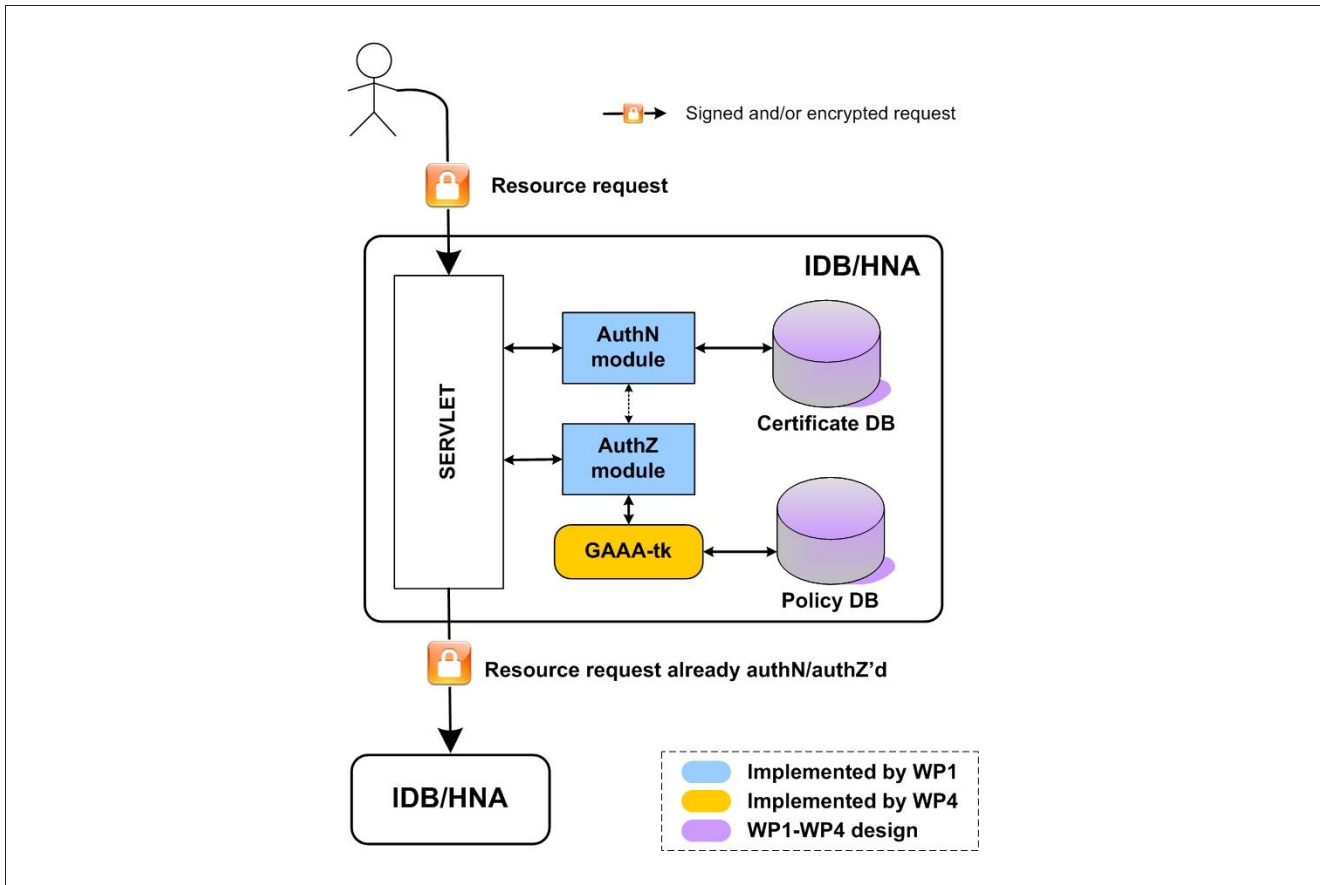 Signed and/or encrypted request
Resource request
IDB/HNA
SERVLET
AuthN
module
Certificate DB
AuthZ
module
GAAA-tk
Policy DB
Resource request already authN/authZ'd
IDB/HNA
Implemented by WP1
Implemented by WP4
WP1-WP4 design